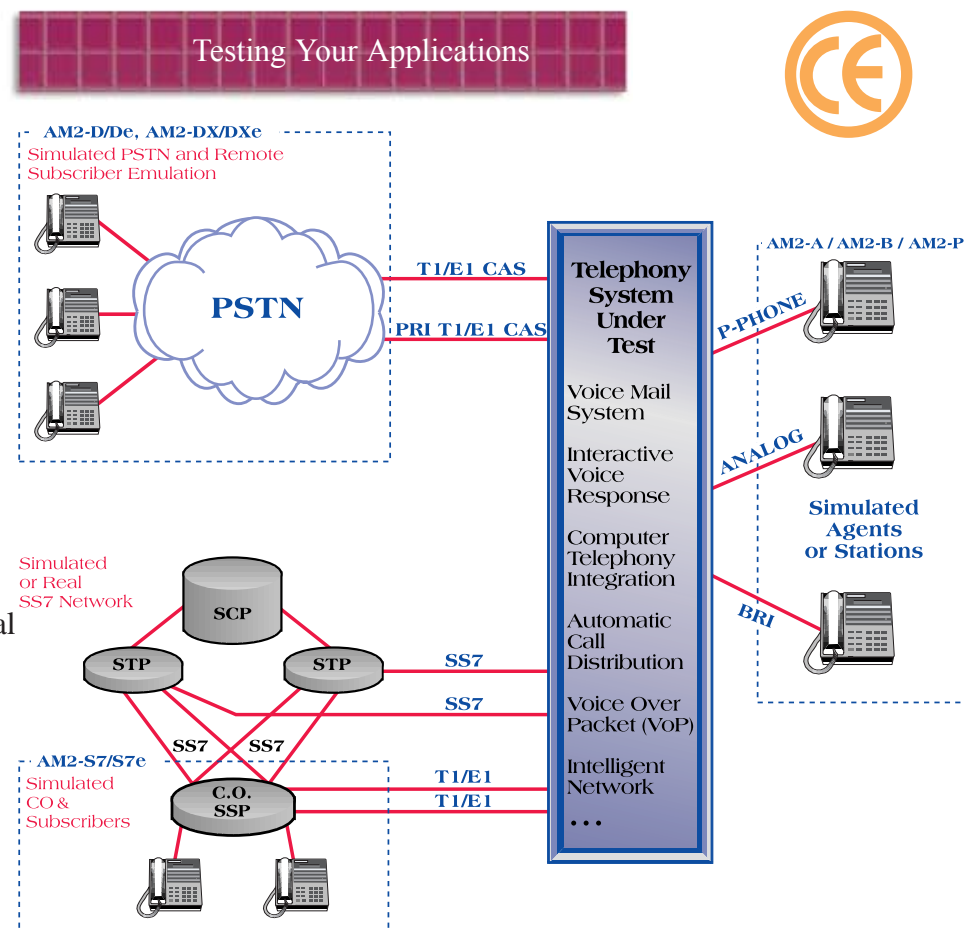 Testing Your Applications
CE
AM2-D/De, AM2-DX/DXe
Simulated PSTN and Remote
Subscriber Emulation
PSTN
T1/E1 CAS
PRI T1/E1 CAS
Telephony
System
Under
Test
Voice Mail
System
Interactive
Voice
Response
Computer
Telephony
Integration
Automatic
Call
Distribution
Voice Over
Packet (VoP)
Intelligent
Network
...
AM2-A / AM2-B / AM2-P
P-PHONE
ANALOG
Simulated
Agents
or Stations
BRI
Simulated
or Real
SS7 Network
al
SCP
STP
STP
SS7
SS7
SS7
SS7
AM2-S7/S7e
Simulated
CO &
Subscribers
C.O.
SSP
T1/E1
T1/E1